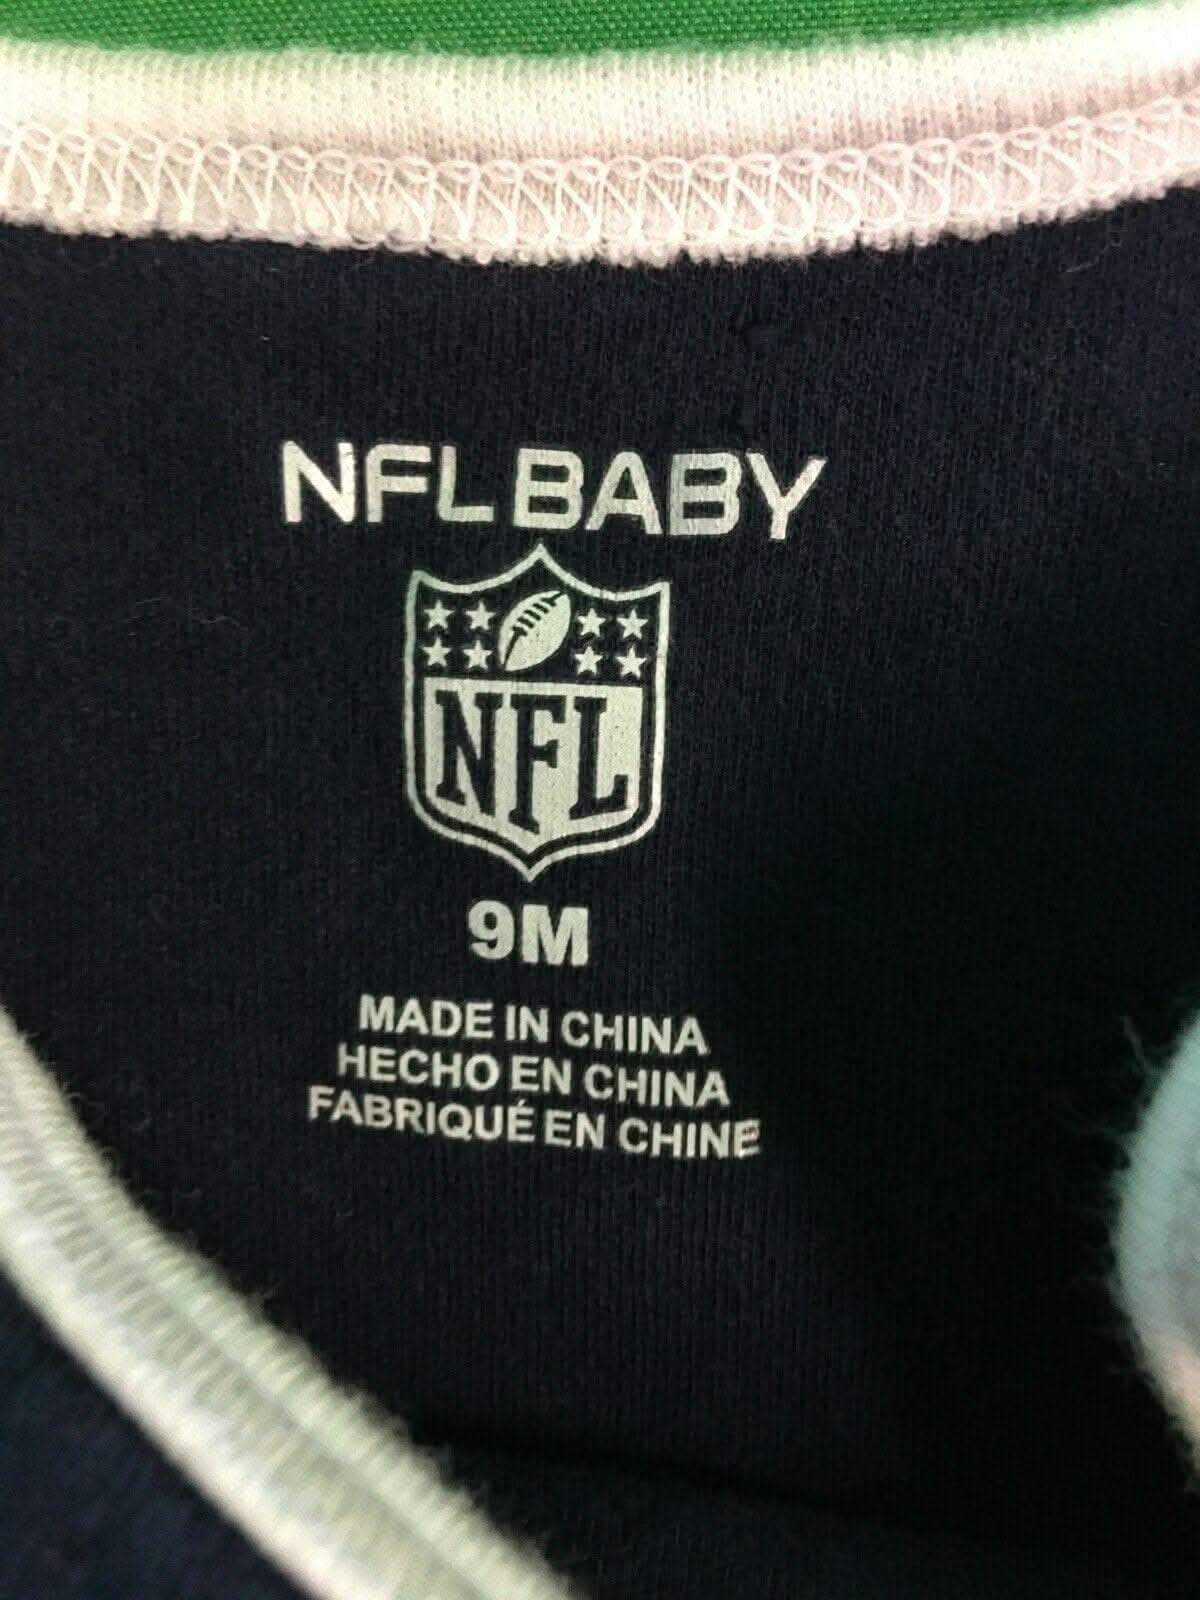 NFL BABY
NFL
9M
MADE IN CHINA
HECHO EN CHINA
FABRIQUÉ EN CHINE